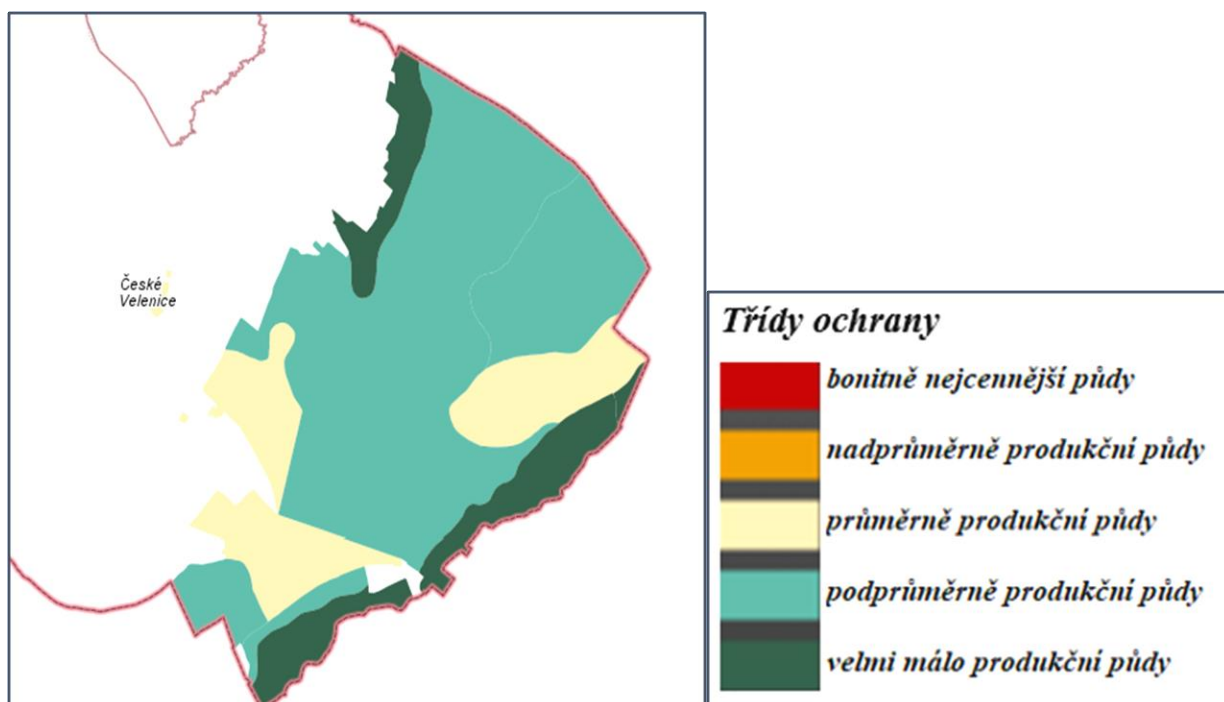 České
Velenice
Třídy ochrany
bonitně nejcennější půdy
nadprůměrně produkční půdy
průměrně produkční půdy
podprůměrně produkční půdy
velmi málo produkční půdy